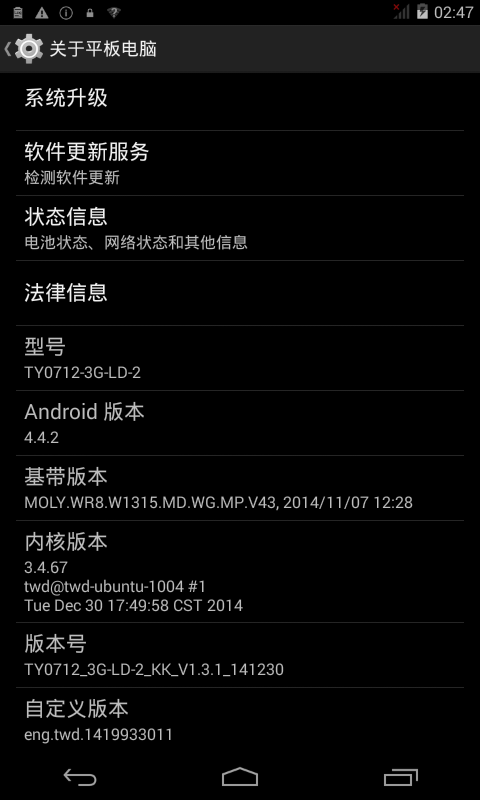 02:47
关于平板电脑
系统升级
软件更新服务
检测软件更新
状态信息
电池状态、网络状态和其他信息
法律信息
型号
TY0712-3G-LD-2
Android 版本
4.4.2
基带版本
MOLY.WR8.W1315.MD.WG.MP.V43, 2014/11/07 12:28
内核版本
3.4.67
twd@twd-ubuntu-1004 #1
Tue Dec 30 17:49:58 CST 2014
版本号
TY0712_3G-LD-2_KK_V1.3.1_141230
自定义版本
eng.twd.1419933011